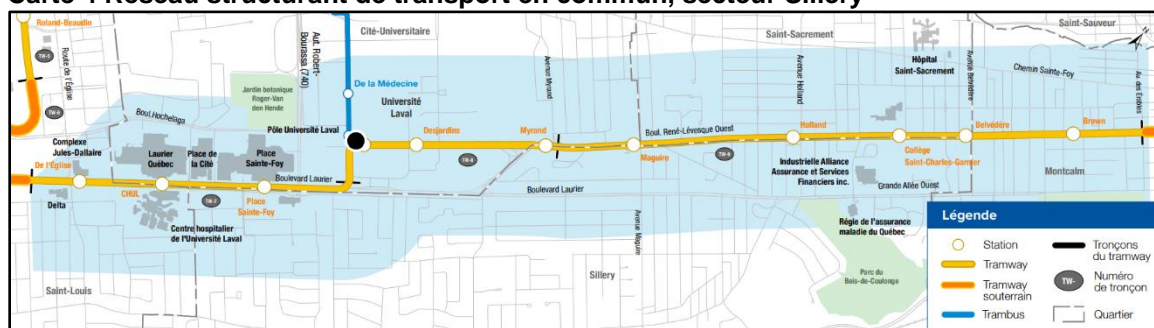 Carte 4 Réseau structurant de transport en commun, secteur Sillery
Roland-Beaudin
TW-5
Route de l'Église
TW-6
Aut. Robert-
Bourassa (740)
Cité-Universitaire
Saint-Sacrement
Saint-Sauveur
N
Hôpital
Saint-Sacrement
Chemin Sainte-Foy
Avenue Myrand
Avenue Holland
Avenue Belvédère
Av. des Érables
De la Médecine
Jardin botanique
Roger-Van
den Hende
Université
Laval
Boul. Hochelaga
Pôle Université Laval
Desjardins
Myrand
Boul. René-Lévesque Ouest
Holland
Belvédère
Brown
Complexe
Jules-Dallaire
De l'Église
Laurier
Québec
Place de
la Cité
Place
Sainte-Foy
TW-8
Maguire
TW-9
Collège
Saint-Charles-Garnier
Industrielle Alliance
Assurance et Services
Financiers inc.
Grande Allée Ouest
Montcalm
Boulevard Laurier
Boulevard Laurier
Delta
CHUL
TW-7
Place
Sainte-Foy
Centre hospitalier
de l'Université Laval
Avenue Maguire
Régie de l'assurance
maladie du Québec
Saint-Louis
Sillery
Parc du
Bois-de-Coulonge
Légende
Station
Tramway
Tramway
souterrain
Trambus
Tronçons
du tramway
TW-
Numéro
de tronçon
Quartier